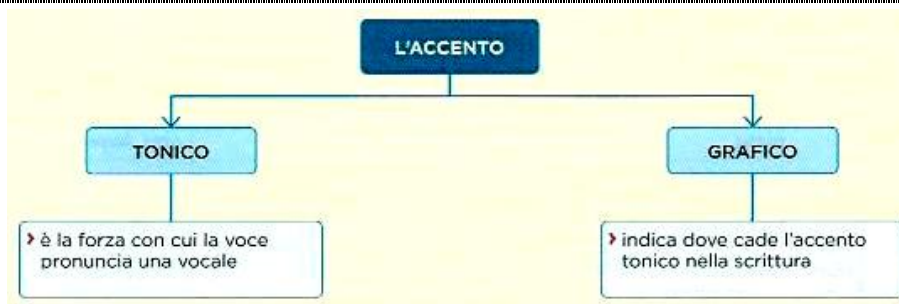 L'ACCENTO
TONICO
GRAFICO
› è la forza con cui la voce
pronuncia una vocale
› indica dove cade l'accento
tonico nella scrittura